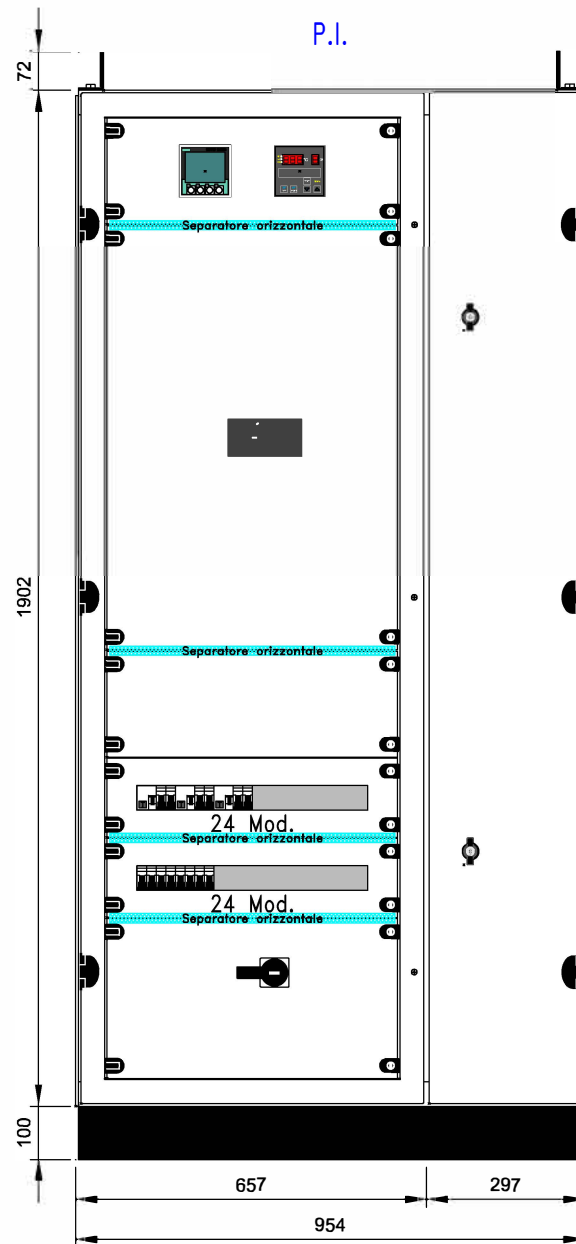 P.I.
72
Separatore orizzontale
1902
Separatore orizzontale
24 Mod.
Separatore orizzontale
24 Mod.
Separatore orizzontale
100
657
297
954